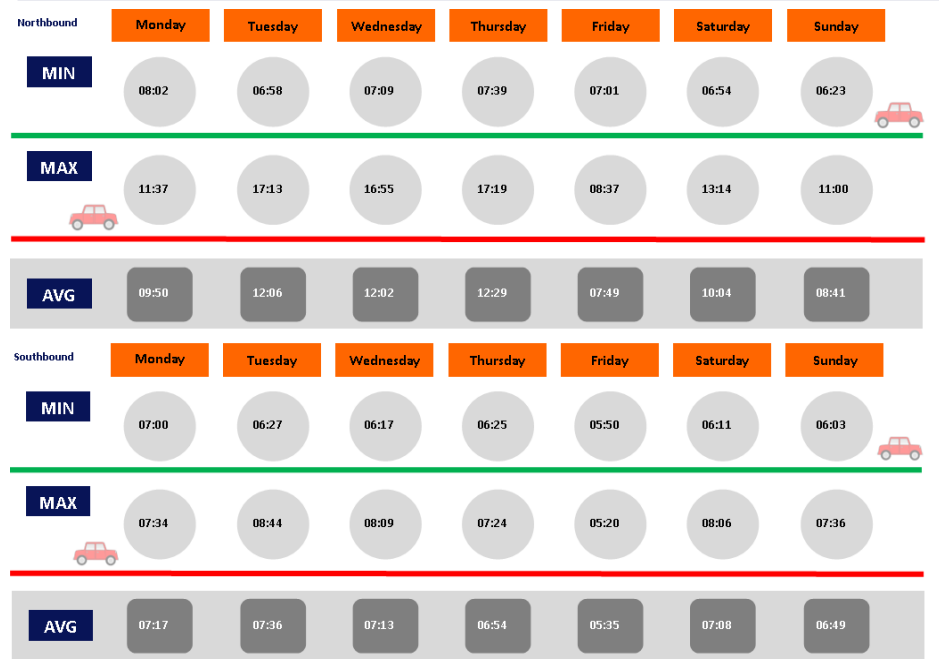 Northbound Monday Tuesday Wednesday Thursday Friday Saturday Sunday
MIN 08:02 06:58 07:09 07:39 07:01 06:54 06:23
MAX 11:37 17:13 16:55 17:19 08:37 13:14 11:00
AVG 09:50 12:06 12:02 12:29 07:49 10:04 08:41
Southbound Monday Tuesday Wednesday Thursday Friday Saturday Sunday
MIN 07:00 06:27 06:17 06:25 05:50 06:11 06:03
MAX 07:34 08:44 08:09 07:24 05:20 08:06 07:36
AVG 07:17 07:36 07:13 06:54 05:35 07:08 06:49